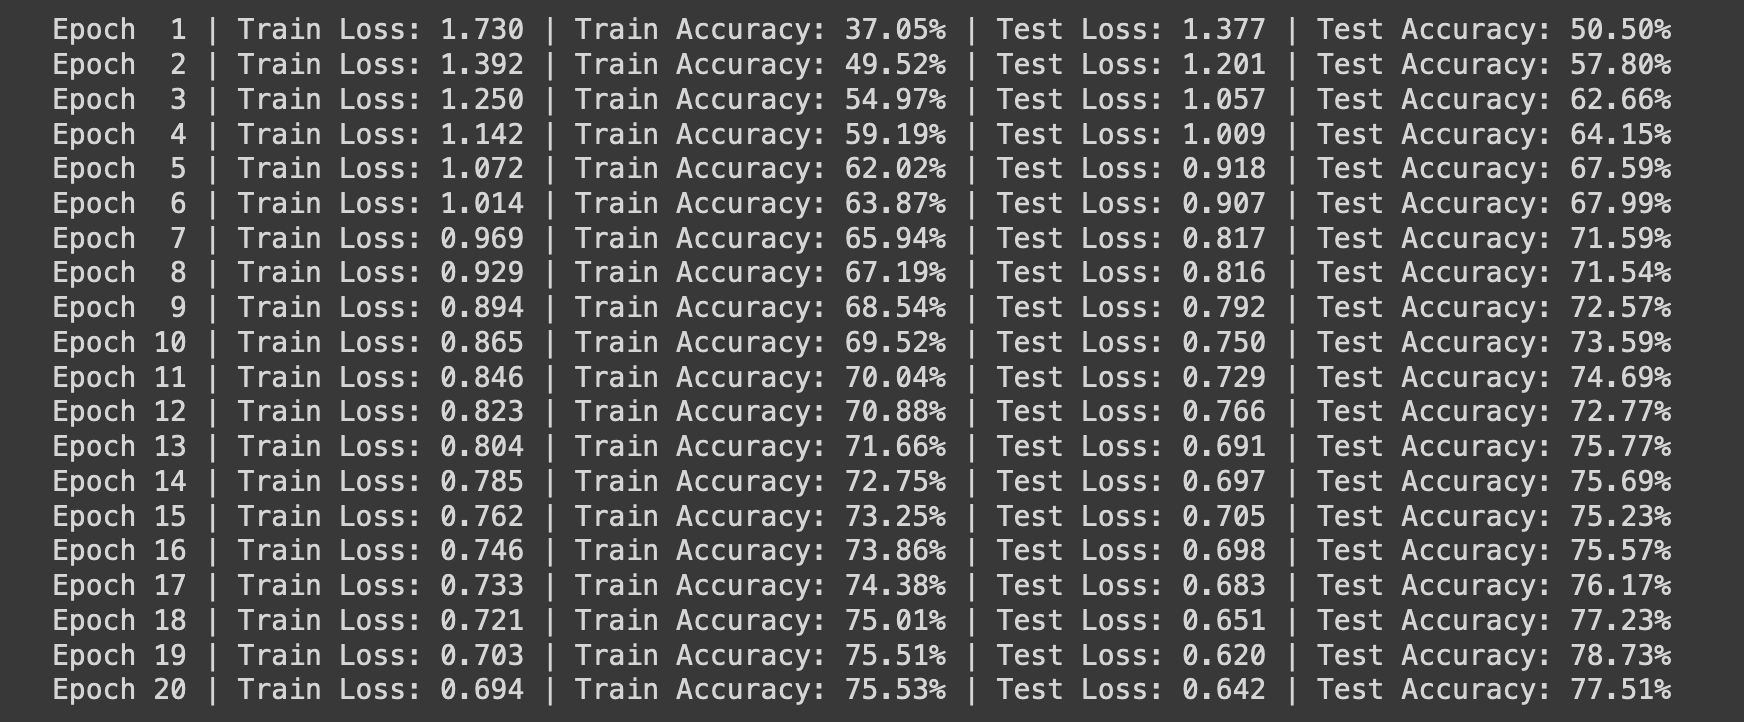 Epoch  1 | Train Loss: 1.730 | Train Accuracy: 37.05% | Test Loss: 1.377 | Test Accuracy: 50.50%
Epoch  2 | Train Loss: 1.392 | Train Accuracy: 49.52% | Test Loss: 1.201 | Test Accuracy: 57.80%
Epoch  3 | Train Loss: 1.250 | Train Accuracy: 54.97% | Test Loss: 1.057 | Test Accuracy: 62.66%
Epoch  4 | Train Loss: 1.142 | Train Accuracy: 59.19% | Test Loss: 1.009 | Test Accuracy: 64.15%
Epoch  5 | Train Loss: 1.072 | Train Accuracy: 62.02% | Test Loss: 0.918 | Test Accuracy: 67.59%
Epoch  6 | Train Loss: 1.014 | Train Accuracy: 63.87% | Test Loss: 0.907 | Test Accuracy: 67.99%
Epoch  7 | Train Loss: 0.969 | Train Accuracy: 65.94% | Test Loss: 0.817 | Test Accuracy: 71.59%
Epoch  8 | Train Loss: 0.929 | Train Accuracy: 67.19% | Test Loss: 0.816 | Test Accuracy: 71.54%
Epoch  9 | Train Loss: 0.894 | Train Accuracy: 68.54% | Test Loss: 0.792 | Test Accuracy: 72.57%
Epoch 10 | Train Loss: 0.865 | Train Accuracy: 69.52% | Test Loss: 0.750 | Test Accuracy: 73.59%
Epoch 11 | Train Loss: 0.846 | Train Accuracy: 70.04% | Test Loss: 0.729 | Test Accuracy: 74.69%
Epoch 12 | Train Loss: 0.823 | Train Accuracy: 70.88% | Test Loss: 0.766 | Test Accuracy: 72.77%
Epoch 13 | Train Loss: 0.804 | Train Accuracy: 71.66% | Test Loss: 0.691 | Test Accuracy: 75.77%
Epoch 14 | Train Loss: 0.785 | Train Accuracy: 72.75% | Test Loss: 0.697 | Test Accuracy: 75.69%
Epoch 15 | Train Loss: 0.762 | Train Accuracy: 73.25% | Test Loss: 0.705 | Test Accuracy: 75.23%
Epoch 16 | Train Loss: 0.746 | Train Accuracy: 73.86% | Test Loss: 0.698 | Test Accuracy: 75.57%
Epoch 17 | Train Loss: 0.733 | Train Accuracy: 74.38% | Test Loss: 0.683 | Test Accuracy: 76.17%
Epoch 18 | Train Loss: 0.721 | Train Accuracy: 75.01% | Test Loss: 0.651 | Test Accuracy: 77.23%
Epoch 19 | Train Loss: 0.703 | Train Accuracy: 75.51% | Test Loss: 0.620 | Test Accuracy: 78.73%
Epoch 20 | Train Loss: 0.694 | Train Accuracy: 75.53% | Test Loss: 0.642 | Test Accuracy: 77.51%